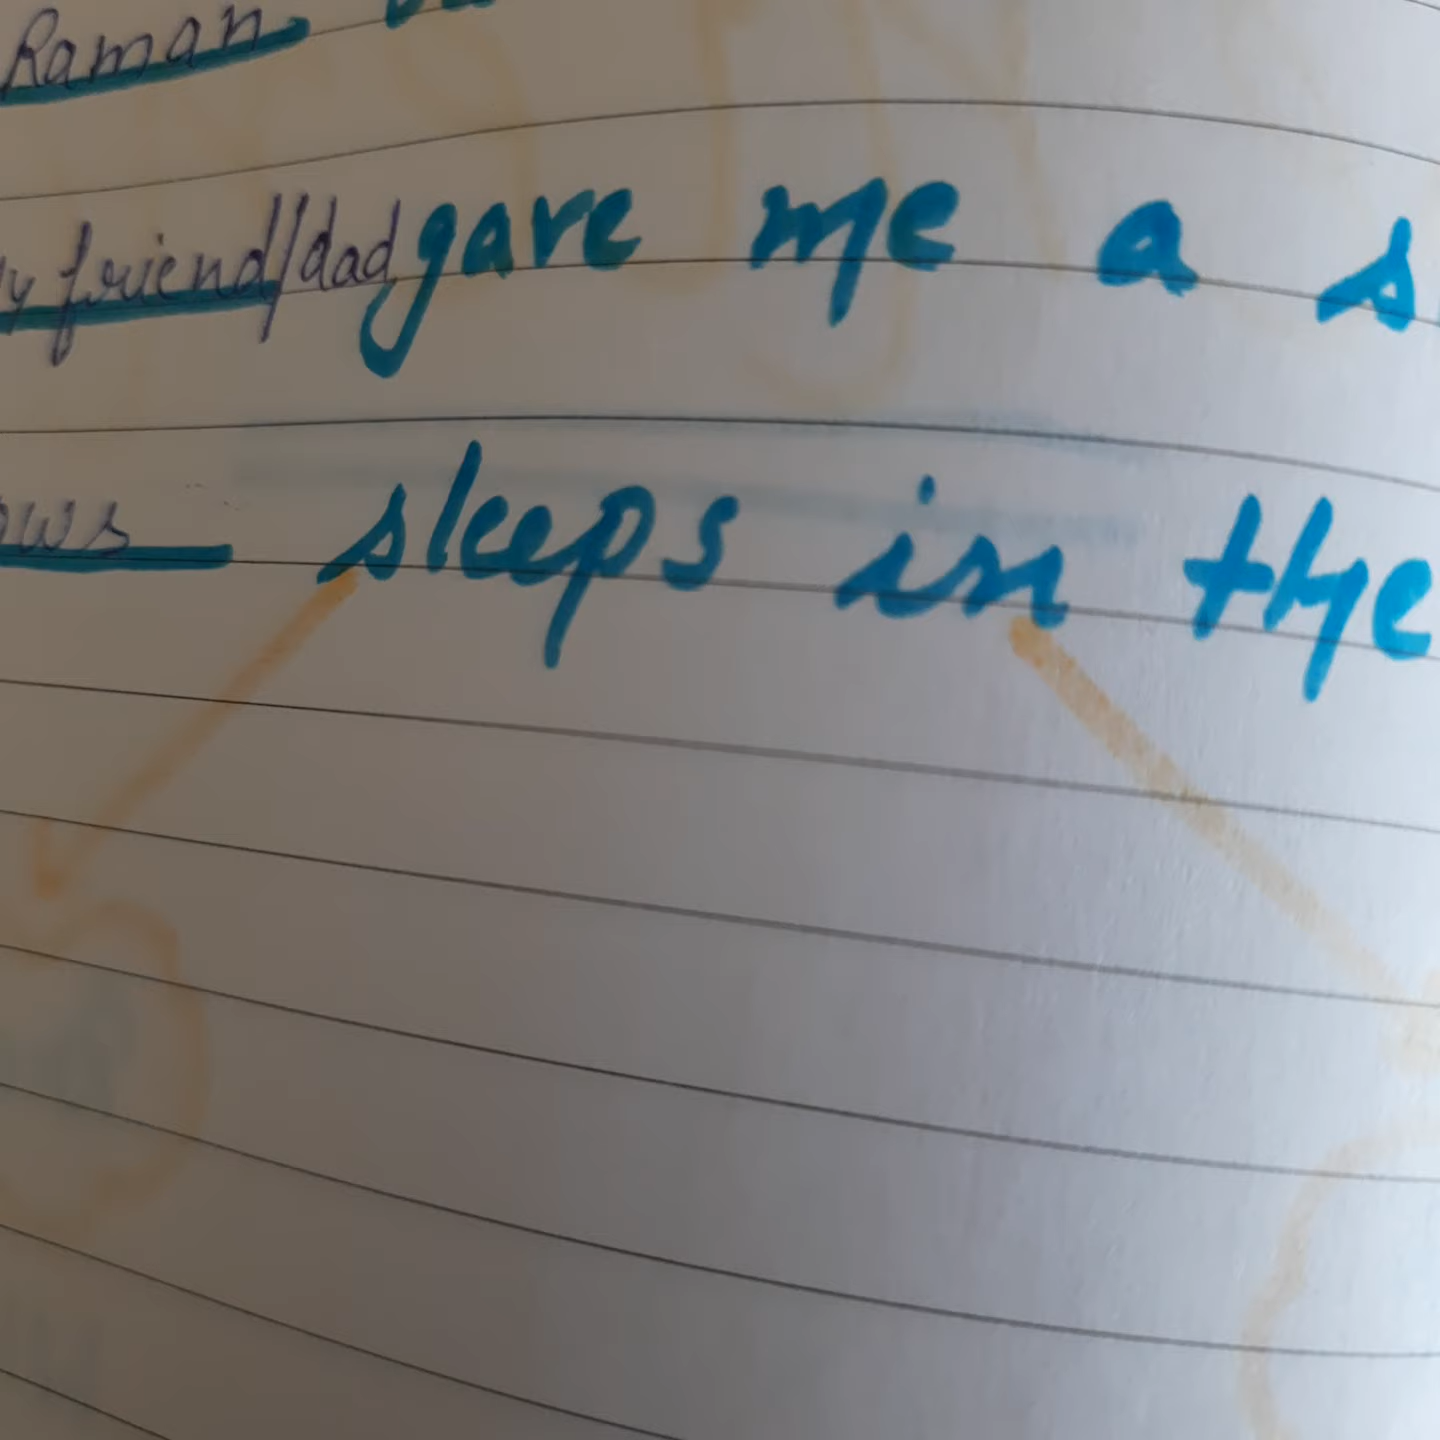 Raman
friend/dad gave me a
sleeps in the